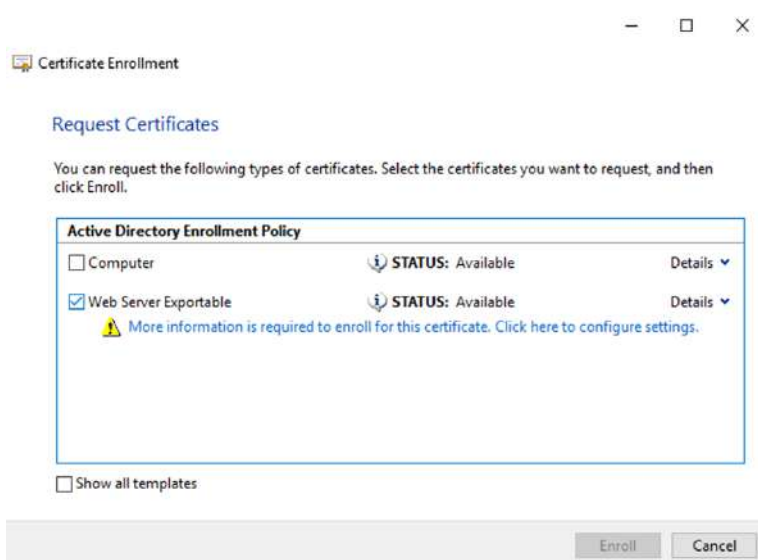 Certificate Enrollment
Request Certificates
You can request the following types of certificates. Select the certificates you want to request, and then
click Enroll.
Active Directory Enrollment Policy
Computer STATUS: Available Details
Web Server Exportable STATUS: Available Details
More information is required to enroll for this certificate. Click here to configure settings.
Show all templates
Enroll Cancel